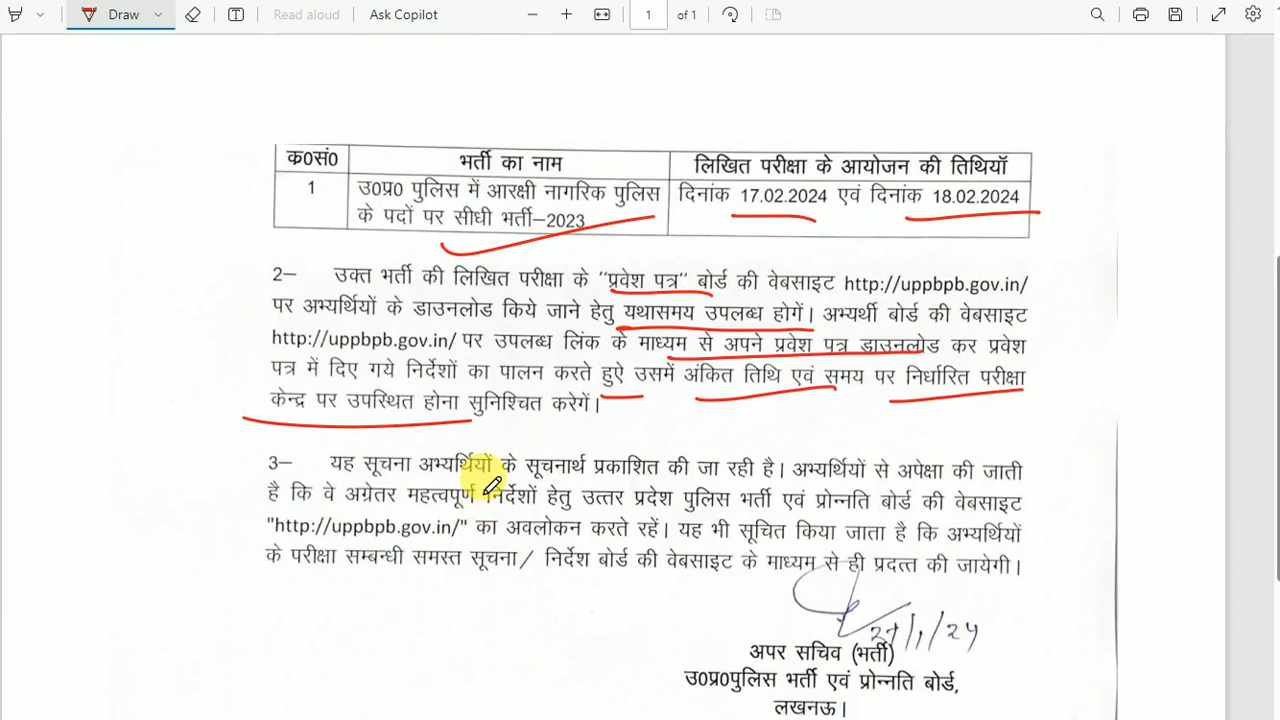 Draw
Read aloud
Ask Copilot
1
of 1
क0सं0 भर्ती का नाम लिखित परीक्षा के आयोजन की तिथियॉ
1 उ0प्र0 पुलिस में आरक्षी नागरिक पुलिस दिनांक 17.02.2024 एवं दिनांक 18.02.2024
के पदों पर सीधी भर्ती–2023
2– उक्त भर्ती की लिखित परीक्षा के "प्रवेश पत्र" बोर्ड की वेबसाइट http://uppbpb.gov.in/
पर अभ्यर्थियों के डाउनलोड किये जाने हेतु यथासमय उपलब्ध होगें। अभ्यर्थी बोर्ड की वेबसाइट
http://uppbpb.gov.in/ पर उपलब्ध लिंक के माध्यम से अपने प्रवेश पत्र डाउनलोड कर प्रवेश
पत्र में दिए गये निर्देशों का पालन करते हुऐ उसमें अंकित तिथि एवं समय पर निर्धारित परीक्षा
केन्द्र पर उपस्थित होना सुनिश्चित करेगें।
3– यह सूचना अभ्यर्थियों के सूचनार्थ प्रकाशित की जा रही है। अभ्यर्थियों से अपेक्षा की जाती
है कि वे अग्रेतर महत्वपूर्ण निर्देशों हेतु उत्तर प्रदेश पुलिस भर्ती एवं प्रोन्नति बोर्ड की वेबसाइट
"http://uppbpb.gov.in/" का अवलोकन करते रहें। यह भी सूचित किया जाता है कि अभ्यर्थियों
के परीक्षा सम्बन्धी समस्त सूचना/ निर्देश बोर्ड की वेबसाइट के माध्यम से ही प्रदत्त की जायेगी।
27/1/24
अपर सचिव (भर्ती)
उ0प्र0पुलिस भर्ती एवं प्रोन्नति बोर्ड,
लखनऊ।